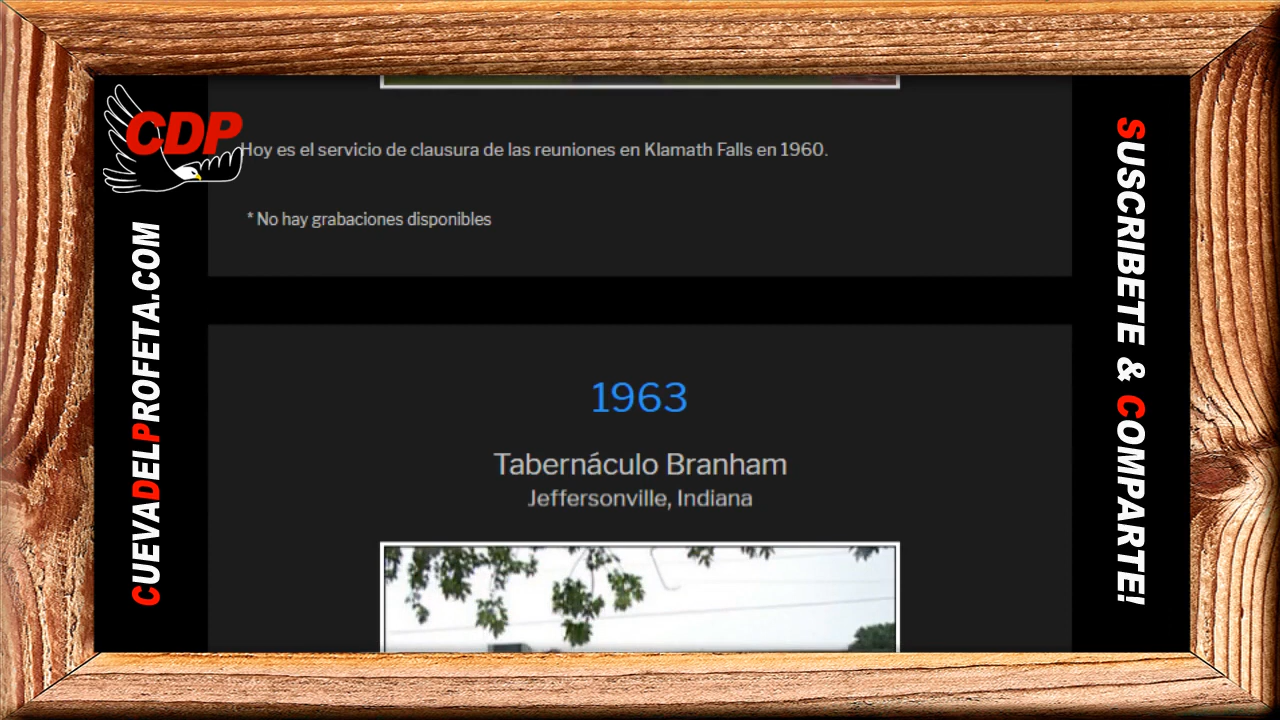 CDP
Hoy es el servicio de clausura de las reuniones en Klamath Falls en 1960.
* No hay grabaciones disponibles
CUEVADELPROFETA.COM
SUSCRIBETE & COMPARTE!
1963
Tabernáculo Branham
Jeffersonville, Indiana